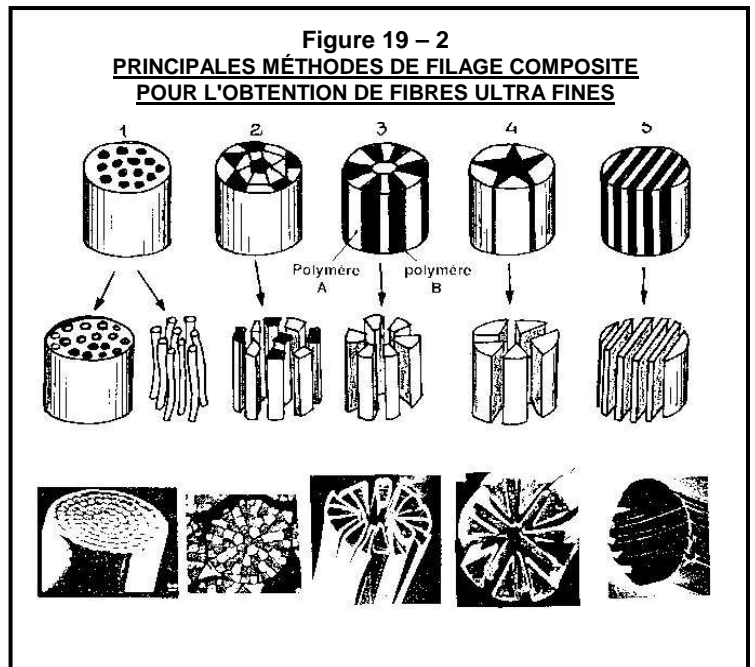 Figure 19 – 2
PRINCIPALES MÉTHODES DE FILAGE COMPOSITE
POUR L'OBTENTION DE FIBRES ULTRA FINES
1 2 3 4 5
Polymère polymère
A B